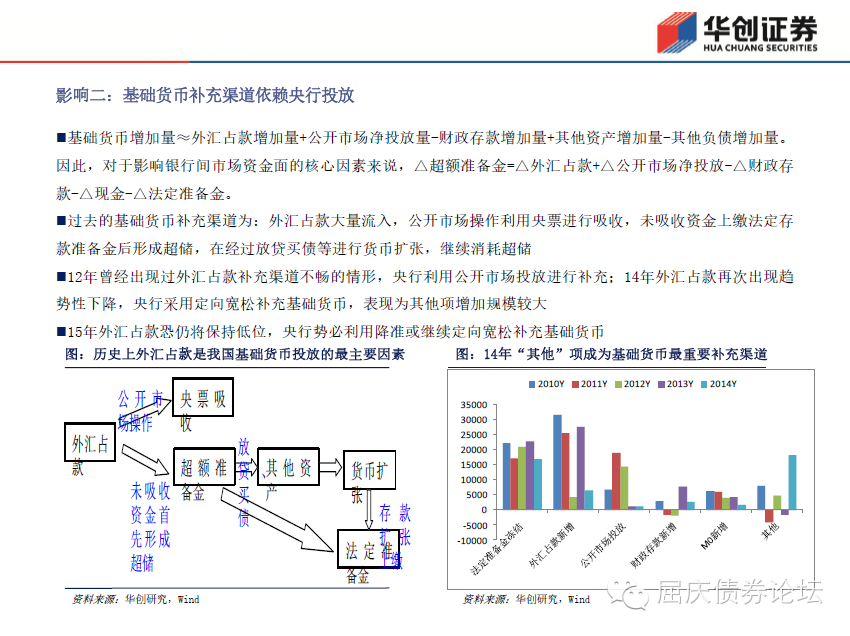 华创证券
HUA CHUANG SECURITIES
影响二：基础货币补充渠道依赖央行投放
■基础货币增加量≈外汇占款增加量+公开市场净投放量-财政存款增加量+其他资产增加量-其他负债增加量。
因此，对于影响银行间市场资金面的核心因素来说，△超额准备金=△外汇占款+△公开市场净投放-△财政存
款-△现金-△法定准备金。
■过去的基础货币补充渠道为：外汇占款大量流入，公开市场操作利用央票进行吸收，未吸收资金上缴法定存
款准备金后形成超储，在经过放贷买债等进行货币扩张，继续消耗超储
■12年曾经出现过外汇占款补充渠道不畅的情形，央行利用公开市场投放进行补充；14年外汇占款再次出现趋
势性下降，央行采用定向宽松补充基础货币，表现为其他项增加规模较大
■15年外汇占款恐仍将保持低位，央行势必利用降准或继续定向宽松补充基础货币
图：历史上外汇占款是我国基础货币投放的最主要因素
公开市
场操作
央票吸
收
外汇占
款
未吸收
资金首
先形成
超储
超额准
备金
放
贷、
买
债
其他资
产
货币扩
张
存款
扩张
上缴
法定准
备金
资料来源：华创研究，Wind
图：14年“其他”项成为基础货币最重要补充渠道
2010Y 2011Y 2012Y 2013Y 2014Y
35000
30000
25000
20000
15000
10000
5000
0
-5000
-10000
法定准备金冻结
外汇占款新增
公开市场投放
财政存款新增
M0新增
其他
资料来源：华创研究，Wind
屈庆债券论坛